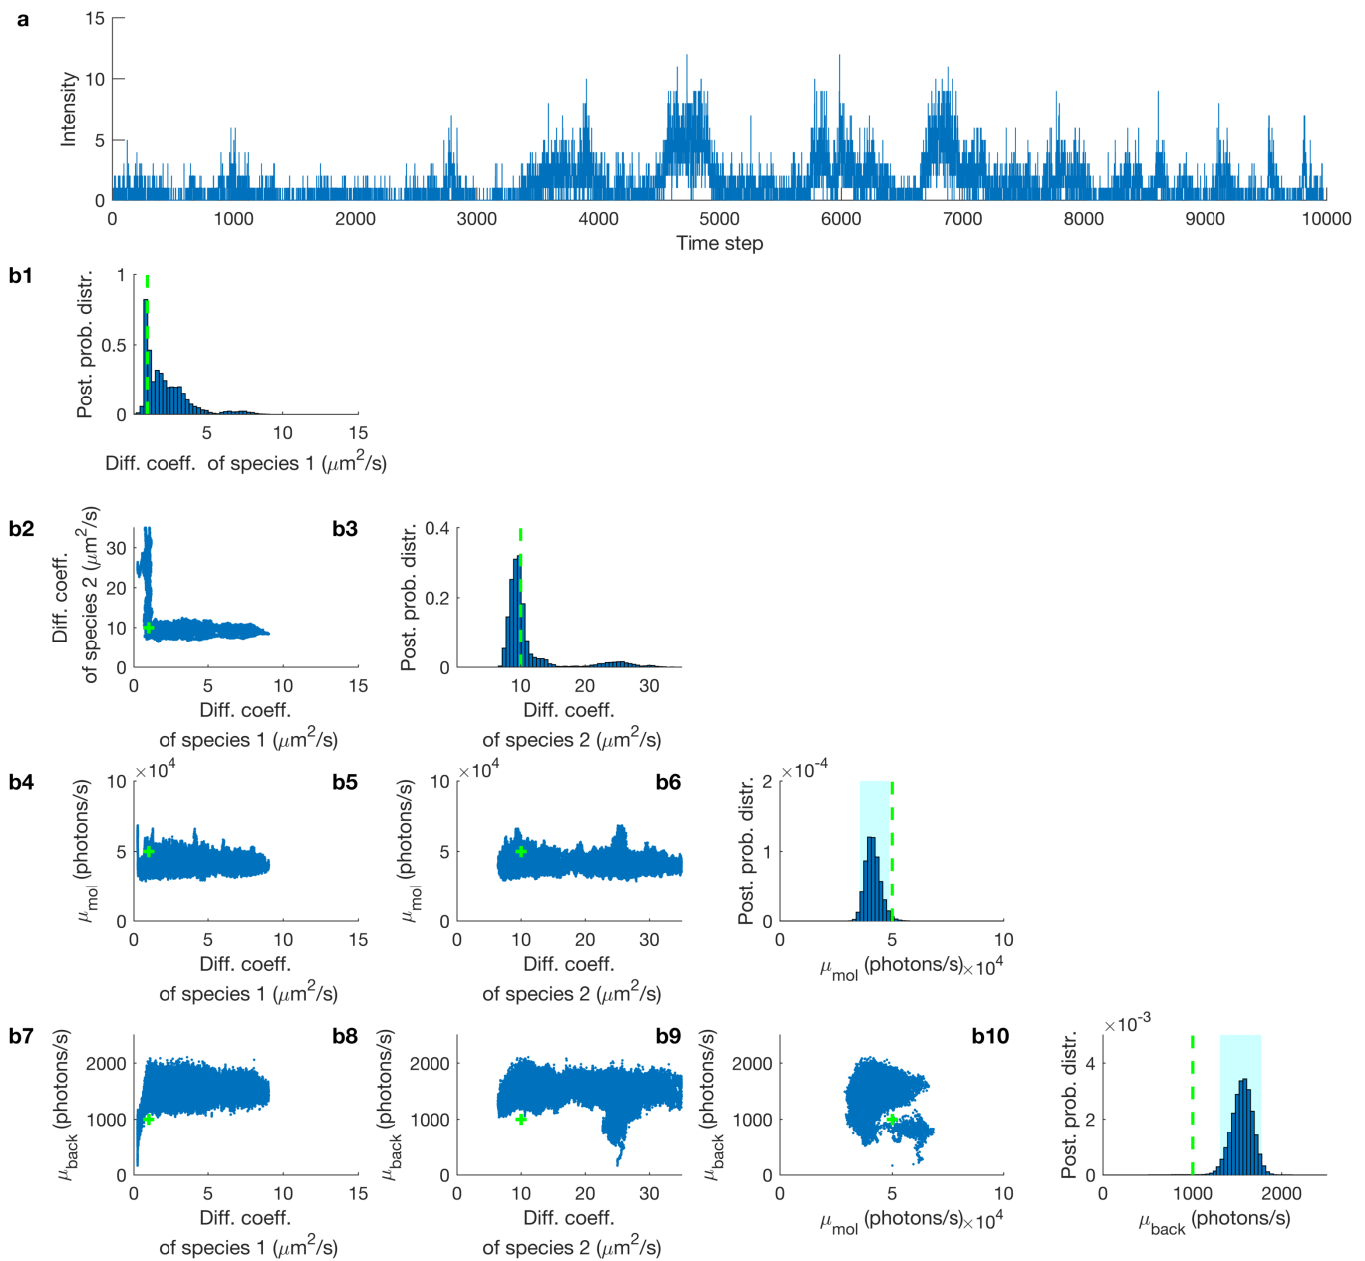 a
15
10
5
0
Intensity
0 1000 2000 3000 4000 5000 6000 7000 8000 9000 10000
Time step
b1
Post. prob. distr.
1
0.5
0
5 10 15
Diff. coeff. of species 1 (μm²/s)
b2
Diff. coeff.
of species 2 (μm²/s)
30
20
10
0
0 5 10 15
Diff. coeff.
of species 1 (μm²/s)
b3
Post. prob. distr.
0.4
0.2
0
10 20 30
Diff. coeff.
of species 2 (μm²/s)
b4
μmol (photons/s)
×10⁴
10
5
0
0 5 10 15
Diff. coeff.
of species 1 (μm²/s)
b5
μmol (photons/s)
×10⁴
10
5
0
0 10 20 30
Diff. coeff.
of species 2 (μm²/s)
b6
Post. prob. distr.
×10⁻⁴
2
1
0
0 5 10
μmol (photons/s)×10⁴
b7
μback (photons/s)
2000
1000
0
0 5 10 15
Diff. coeff.
of species 1 (μm²/s)
b8
μback (photons/s)
2000
1000
0
0 10 20 30
Diff. coeff.
of species 2 (μm²/s)
b9
μback (photons/s)
2000
1000
0
0 5 10
μmol (photons/s)×10⁴
b10
Post. prob. distr.
×10⁻³
4
2
0
0 1000 2000
μback (photons/s)